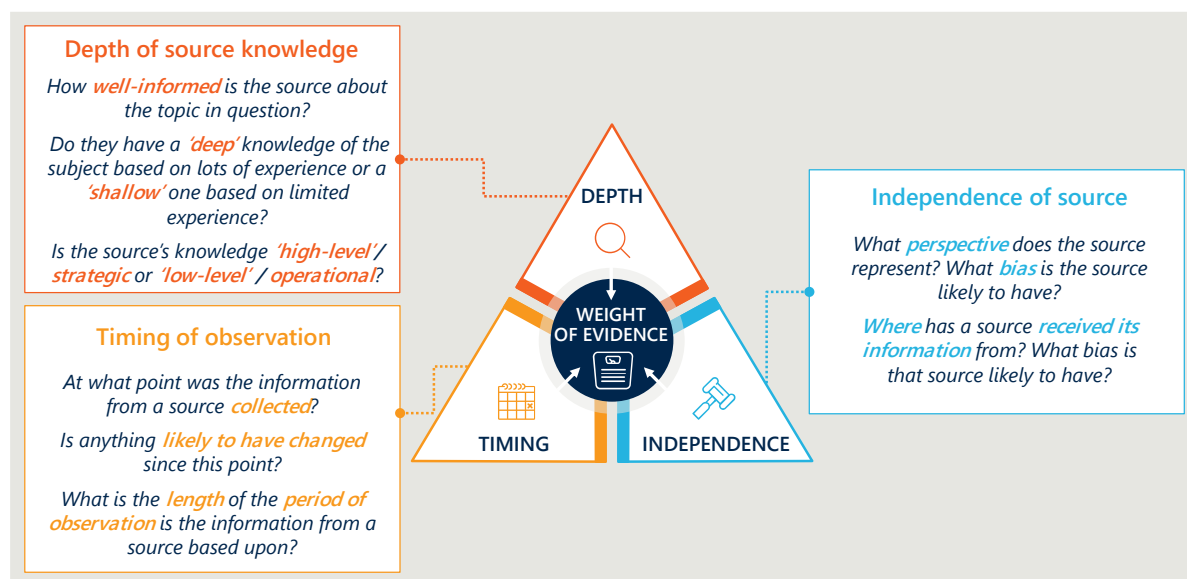 Depth of source knowledge
How well-informed is the source about
the topic in question?
Do they have a ‘deep’ knowledge of the
subject based on lots of experience or a
‘shallow’ one based on limited
experience?
Is the source’s knowledge ‘high-level’/
strategic or ‘low-level’ / operational?
Timing of observation
At what point was the information
from a source collected?
Is anything likely to have changed
since this point?
What is the length of the period of
observation is the information from a
source based upon?
DEPTH
WEIGHT
OF EVIDENCE
TIMING
INDEPENDENCE
Independence of source
What perspective does the source
represent? What bias is the source
likely to have?
Where has a source received its
information from? What bias is
that source likely to have?